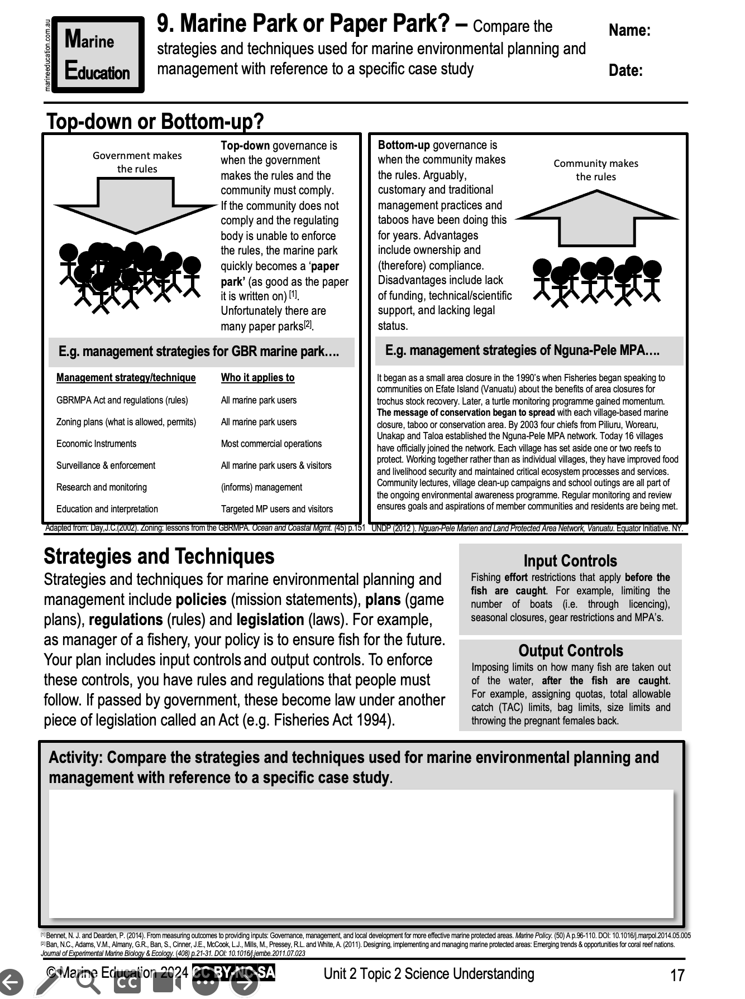 marineeducation.com.au
Marine
Education
9. Marine Park or Paper Park? – Compare the
strategies and techniques used for marine environmental planning and
management with reference to a specific case study
Name:
Date:
Top-down or Bottom-up?
Government makes
the rules
Top-down governance is
when the government
makes the rules and the
community must comply.
If the community does not
comply and the regulating
body is unable to enforce
the rules, the marine park
quickly becomes a ‘paper
park’ (as good as the paper
it is written on) [1].
Unfortunately there are
many paper parks[2].
E.g. management strategies for GBR marine park….
Management strategy/technique Who it applies to
GBRMPA Act and regulations (rules) All marine park users
Zoning plans (what is allowed, permits) All marine park users
Economic Instruments Most commercial operations
Surveillance & enforcement All marine park users & visitors
Research and monitoring (informs) management
Education and interpretation Targeted MP users and visitors
Adapted from: Day,J.C.(2002). Zoning: lessons from the GBRMPA. Ocean and Coastal Mgmt. (45) p.151
Bottom-up governance is
when the community makes
the rules. Arguably,
customary and traditional
management practices and
taboos have been doing this
for years. Advantages
include ownership and
(therefore) compliance.
Disadvantages include lack
of funding, technical/scientific
support, and lacking legal
status.
Community makes
the rules
E.g. management strategies of Nguna-Pele MPA….
It began as a small area closure in the 1990’s when Fisheries began speaking to
communities on Efate Island (Vanuatu) about the benefits of area closures for
trochus stock recovery. Later, a turtle monitoring programme gained momentum.
The message of conservation began to spread with each village-based marine
closure, taboo or conservation area. By 2003 four chiefs from Piliuru, Worearu,
Unakap and Taloa established the Nguna-Pele MPA network. Today 16 villages
have officially joined the network. Each village has set aside one or two reefs to
protect. Working together rather than as individual villages, they have improved food
and livelihood security and maintained critical ecosystem processes and services.
Community lectures, village clean-up campaigns and school outings are all part of
the ongoing environmental awareness programme. Regular monitoring and review
ensures goals and aspirations of member communities and residents are being met.
UNDP (2012 ). Nguan-Pele Marien and Land Protected Area Network, Vanuatu. Equator Initiative. NY.
Strategies and Techniques
Strategies and techniques for marine environmental planning and
management include policies (mission statements), plans (game
plans), regulations (rules) and legislation (laws). For example,
as manager of a fishery, your policy is to ensure fish for the future.
Your plan includes input controls and output controls. To enforce
these controls, you have rules and regulations that people must
follow. If passed by government, these become law under another
piece of legislation called an Act (e.g. Fisheries Act 1994).
Input Controls
Fishing effort restrictions that apply before the
fish are caught. For example, limiting the
number of boats (i.e. through licencing),
seasonal closures, gear restrictions and MPA’s.
Output Controls
Imposing limits on how many fish are taken out
of the water, after the fish are caught.
For example, assigning quotas, total allowable
catch (TAC) limits, bag limits, size limits and
throwing the pregnant females back.
Activity: Compare the strategies and techniques used for marine environmental planning and
management with reference to a specific case study.
[1] Bennet, N. J. and Dearden, P. (2014). From measuring outcomes to providing inputs: Governance, management, and local development for more effective marine protected areas. Marine Policy. (50) A p.96-110. DOI: 10.1016/j.marpol.2014.05.005
[2] Ban, N.C., Adams, V.M., Almany, G.R., Ban, S., Cinner, J.E., McCook, L.J., Mills, M., Pressey, R.L. and White, A. (2011). Designing, implementing and managing marine protected areas: Emerging trends & opportunities for coral reef nations.
Journal of Experimental Marine Biology & Ecology. (408) p.21-31. DOI: 10.1016/j.jembe.2011.07.023
© Marine Education 2024 CC BY-NC-SA
CC
Unit 2 Topic 2 Science Understanding
17